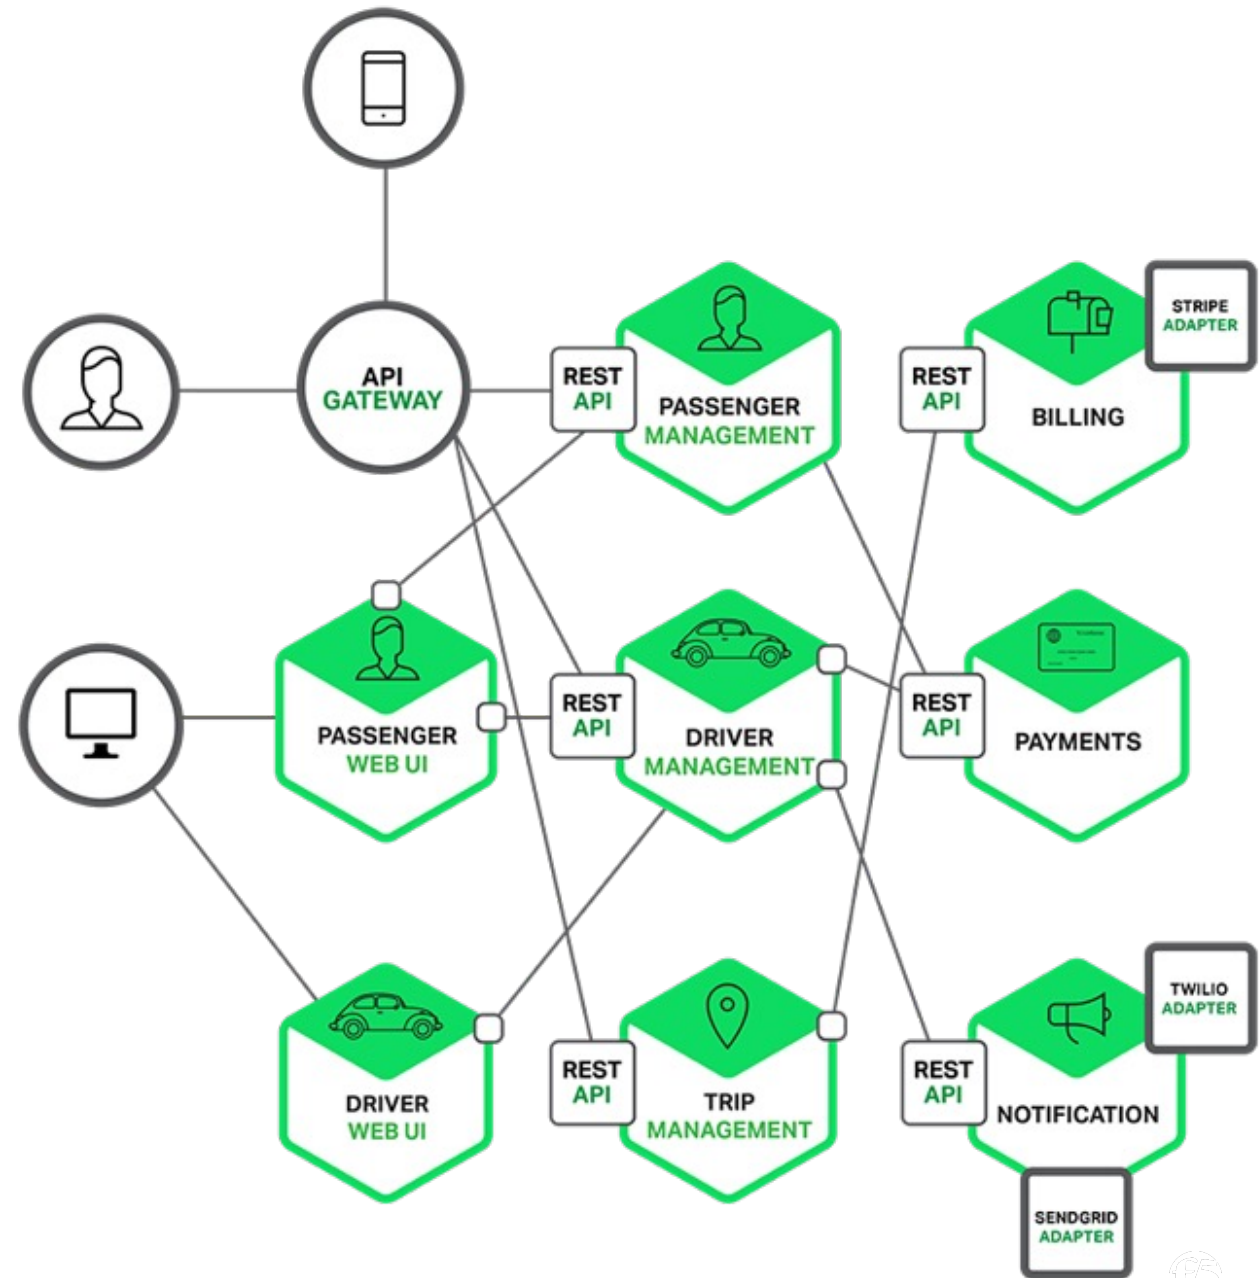 STRIPE
ADAPTER
API
GATEWAY
REST
API
PASSENGER
MANAGEMENT
REST
API
BILLING
PASSENGER
WEB UI
REST
API
DRIVER
MANAGEMENT
REST
API
PAYMENTS
TWILIO
ADAPTER
DRIVER
WEB UI
REST
API
TRIP
MANAGEMENT
REST
API
NOTIFICATION
SENDGRID
ADAPTER